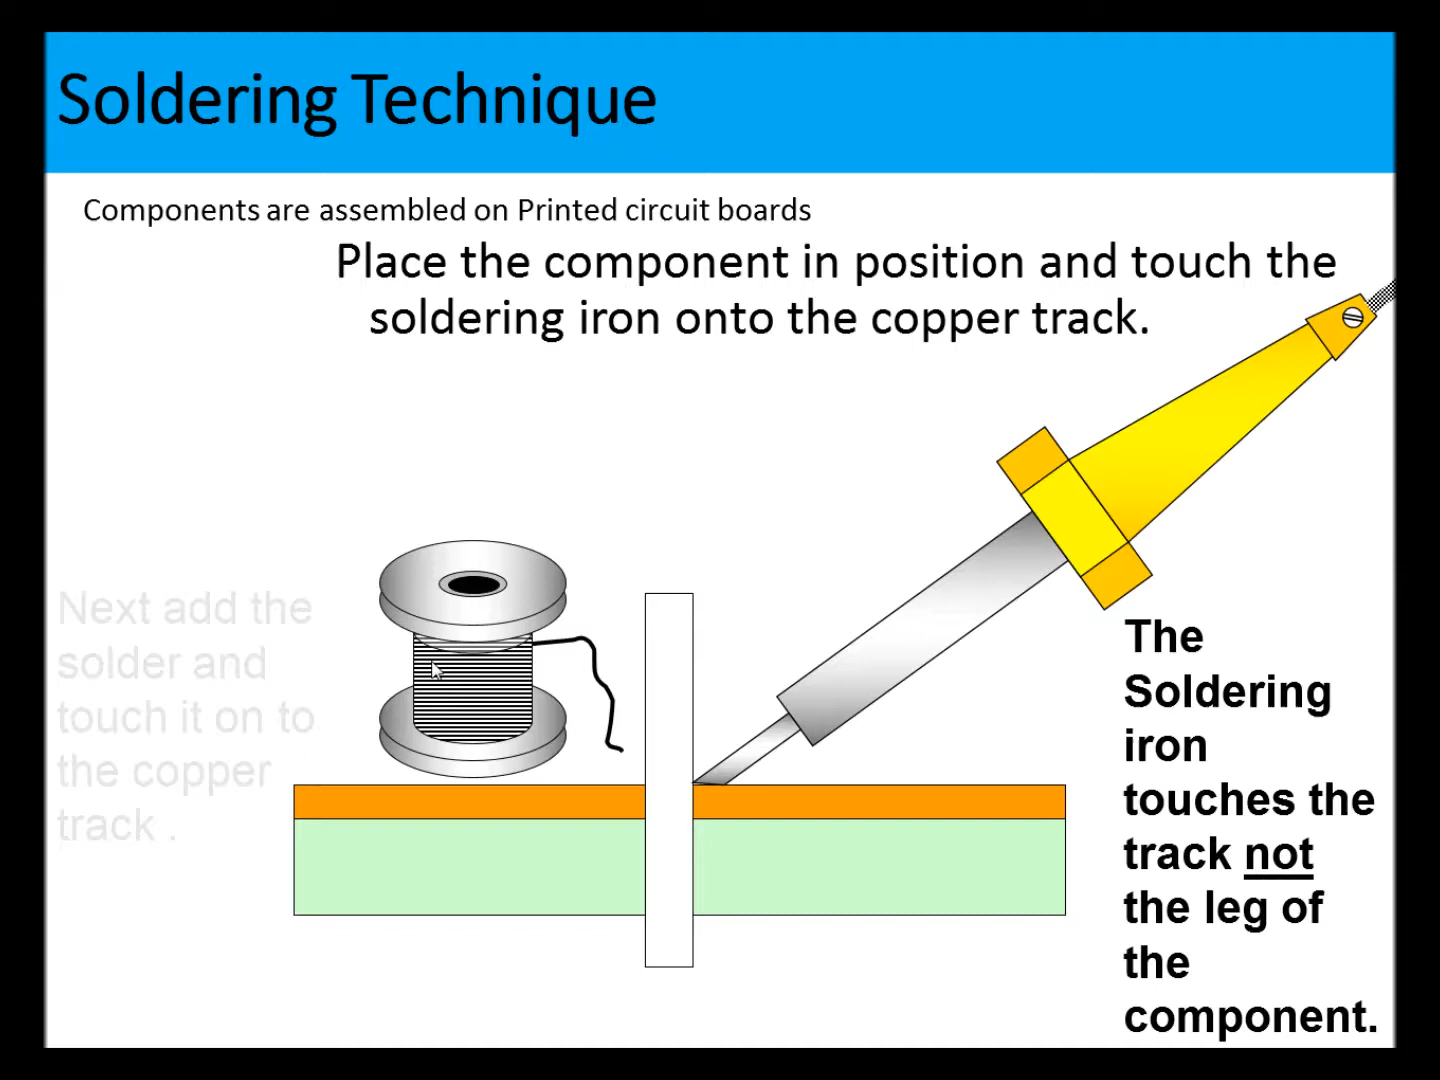 Soldering Technique
Components are assembled on Printed circuit boards
Place the component in position and touch the
soldering iron onto the copper track.
Next add the
solder and
touch it on to
the copper
track .
The
Soldering
iron
touches the
track not
the leg of
the
component.